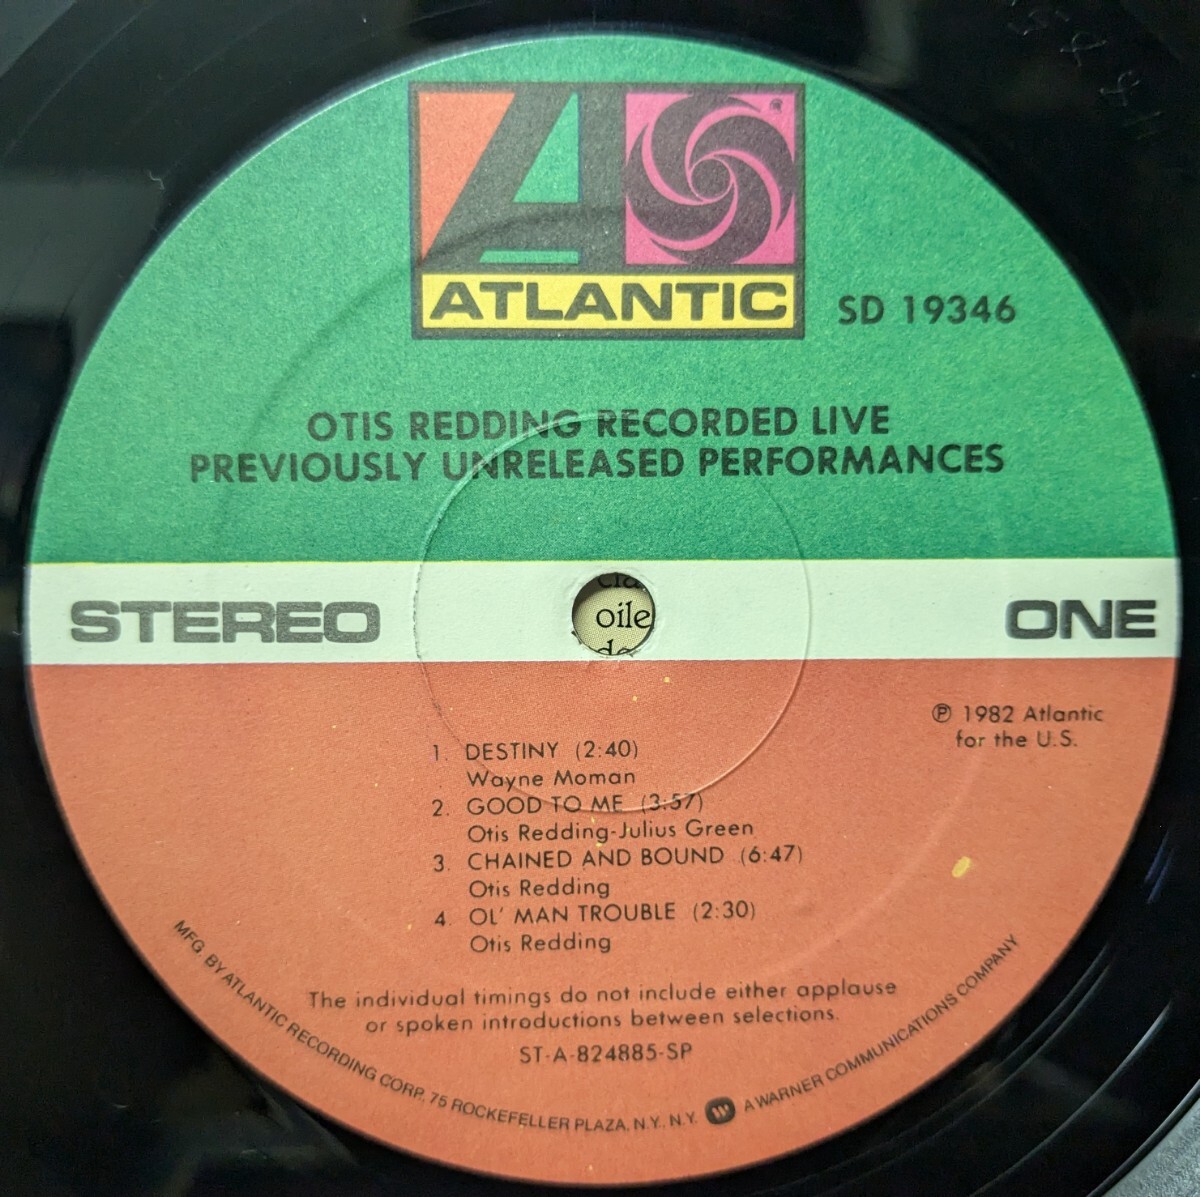 ATLANTIC
SD 19346
OTIS REDDING RECORDED LIVE
PREVIOUSLY UNRELEASED PERFORMANCES
STEREO
oile
ONE
℗ 1982 Atlantic
for the U.S.
1. DESTINY (2:40)
Wayne Moman
2. GOOD TO ME (3:57)
Otis Redding-Julius Green
3. CHAINED AND BOUND (6:47)
Otis Redding
4. OL' MAN TROUBLE (2:30)
Otis Redding
The individual timings do not include either applause
or spoken introductions between selections.
ST-A-824885-SP
MFG. BY ATLANTIC RECORDING CORP. 75 ROCKEFELLER PLAZA, N.Y., N.Y. W A WARNER COMMUNICATIONS COMPANY